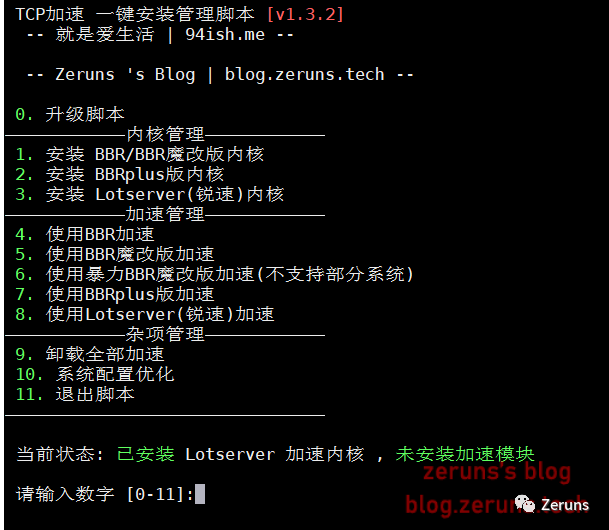 TCP加速 一键安装管理脚本 [v1.3.2]
-- 就是爱生活 | 94ish.me --
-- Zeruns 's Blog | blog.zeruns.tech --
0. 升级脚本
————————————内核管理————————————
1. 安装 BBR/BBR魔改版内核
2. 安装 BBRplus版内核
3. 安装 Lotserver(锐速)内核
————————————加速管理————————————
4. 使用BBR加速
5. 使用BBR魔改版加速
6. 使用暴力BBR魔改版加速(不支持部分系统)
7. 使用BBRplus版加速
8. 使用Lotserver(锐速)加速
————————————杂项管理————————————
9. 卸载全部加速
10. 系统配置优化
11. 退出脚本
————————————————————————————————
当前状态: 已安装 Lotserver 加速内核 , 未安装加速模块
zeruns's blog
请输入数字 [0-11]:
blog.zeruns.tech
Zeruns